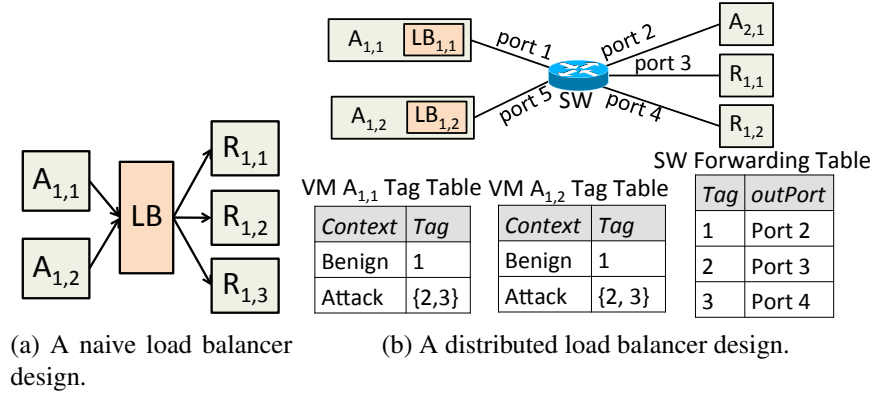 A1,1
A1,2
LB
R1,1
R1,2
R1,3
(a) A naive load balancer
design.
A1,1 LB1,1
A1,2 LB1,2
port 1
port 5
SW
port 2
port 3
port 4
A2,1
R1,1
R1,2
VM A1,1 Tag Table
Context Tag
Benign 1
Attack {2,3}
VM A1,2 Tag Table
Context Tag
Benign 1
Attack {2, 3}
SW Forwarding Table
Tag outPort
1 Port 2
2 Port 3
3 Port 4
(b) A distributed load balancer design.